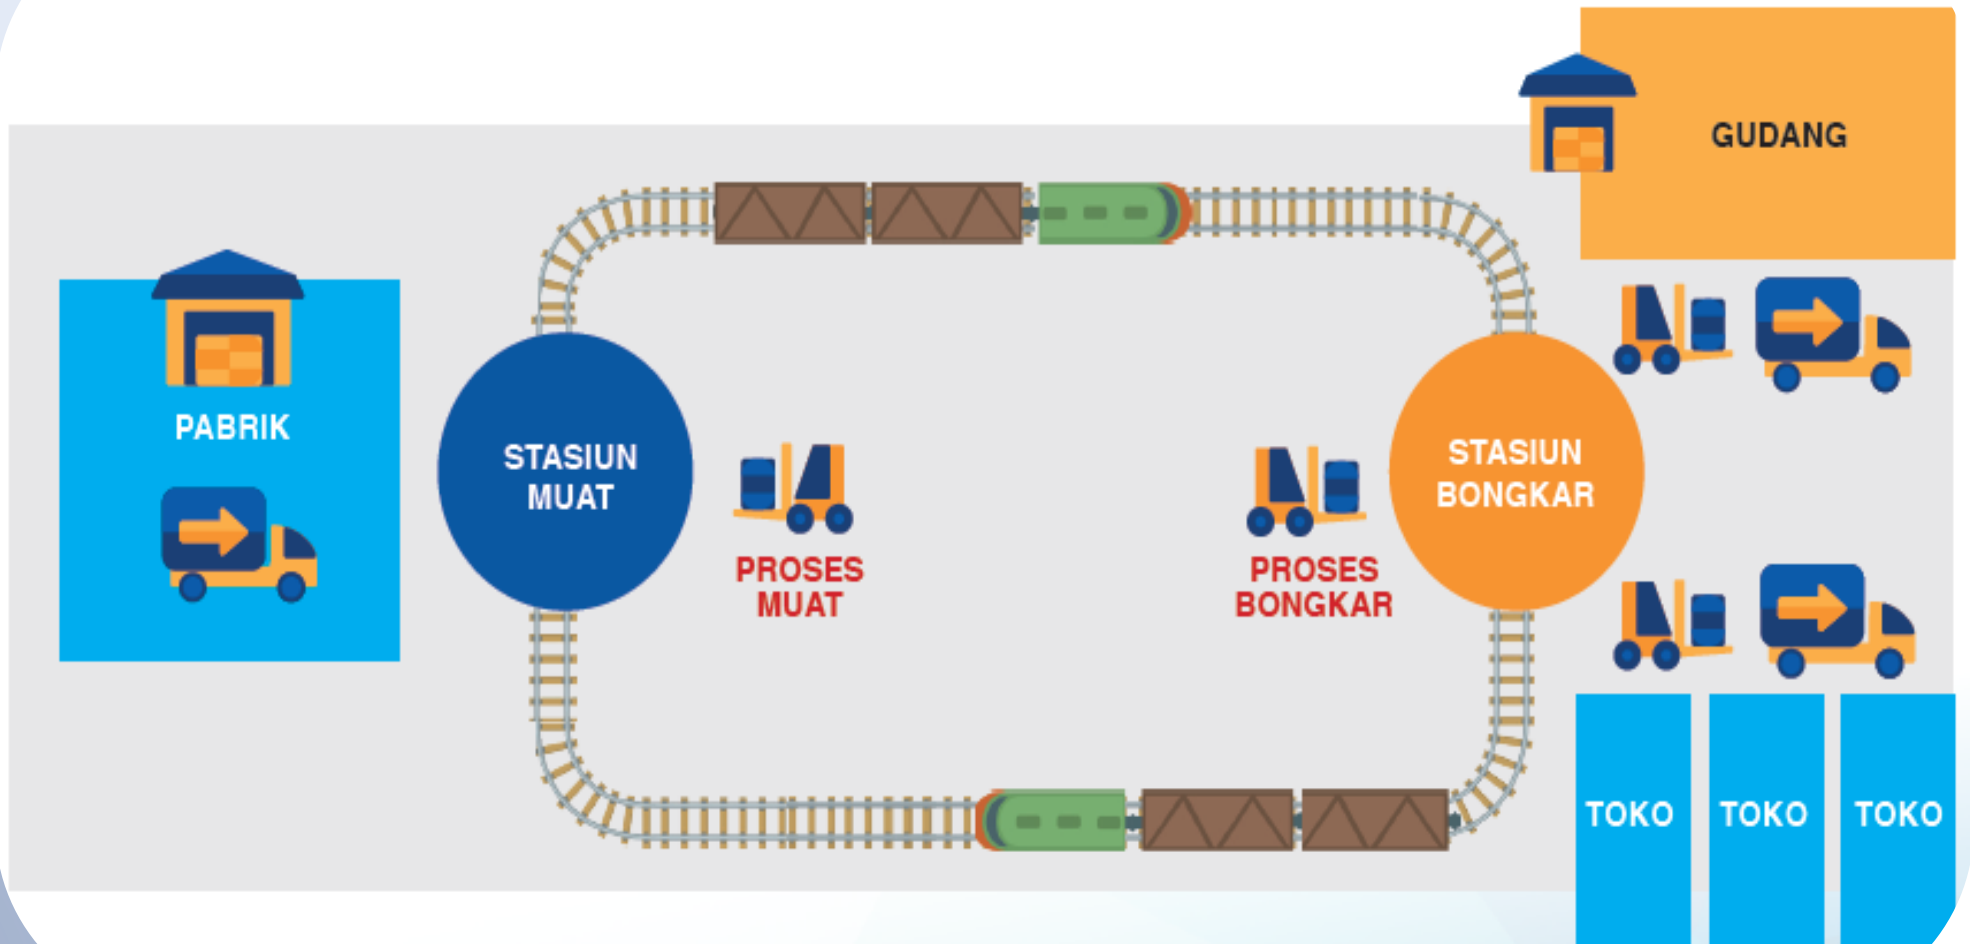 GUDANG
PABRIK
STASIUN
MUAT
PROSES
MUAT
PROSES
BONGKAR
STASIUN
BONGKAR
TOKO
TOKO
TOKO